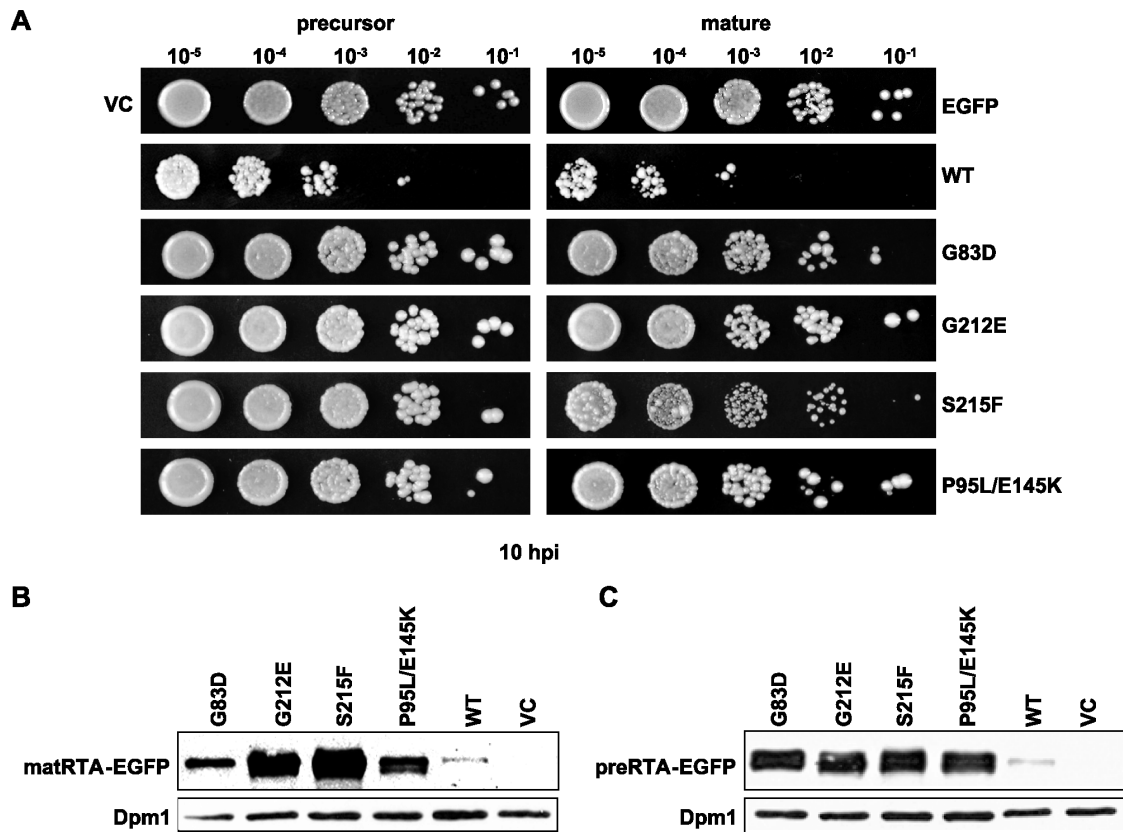 A
precursor mature
10-5 10-4 10-3 10-2 10-1 10-5 10-4 10-3 10-2 10-1
VC EGFP
WT
G83D
G212E
S215F
P95L/E145K
10 hpi
B C
G83D G212E S215F P95L/E145K WT VC G83D G212E S215F P95L/E145K WT VC
matRTA-EGFP preRTA-EGFP
Dpm1 Dpm1